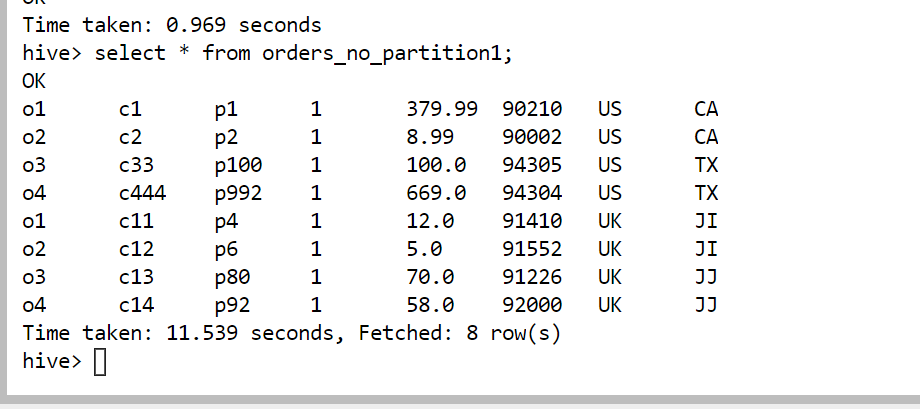 OK
Time taken: 0.969 seconds
hive> select * from orders_no_partition1;
OK
o1 c1 p1 1 379.99 90210 US CA
o2 c2 p2 1 8.99 90002 US CA
o3 c33 p100 1 100.0 94305 US TX
o4 c444 p992 1 669.0 94304 US TX
o1 c11 p4 1 12.0 91410 UK JI
o2 c12 p6 1 5.0 91552 UK JI
o3 c13 p80 1 70.0 91226 UK JJ
o4 c14 p92 1 58.0 92000 UK JJ
Time taken: 11.539 seconds, Fetched: 8 row(s)
hive>